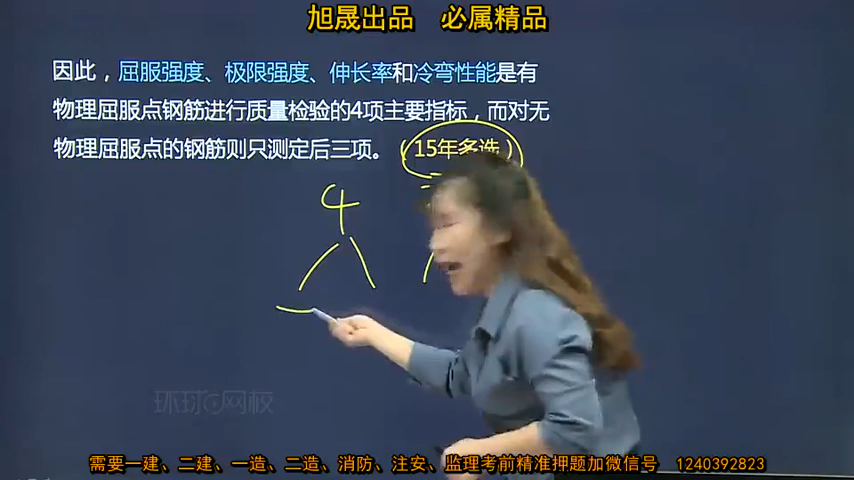 旭晟出品 必属精品
因此，屈服强度、极限强度、伸长率和冷弯性能是有
物理屈服点钢筋进行质量检验的4项主要指标，而对无
物理屈服点的钢筋则只测定后三项。（15年多选）
4
环球网校
需要一建、二建、一造、二造、消防、注安、监理考前精准押题加微信号 1240392823